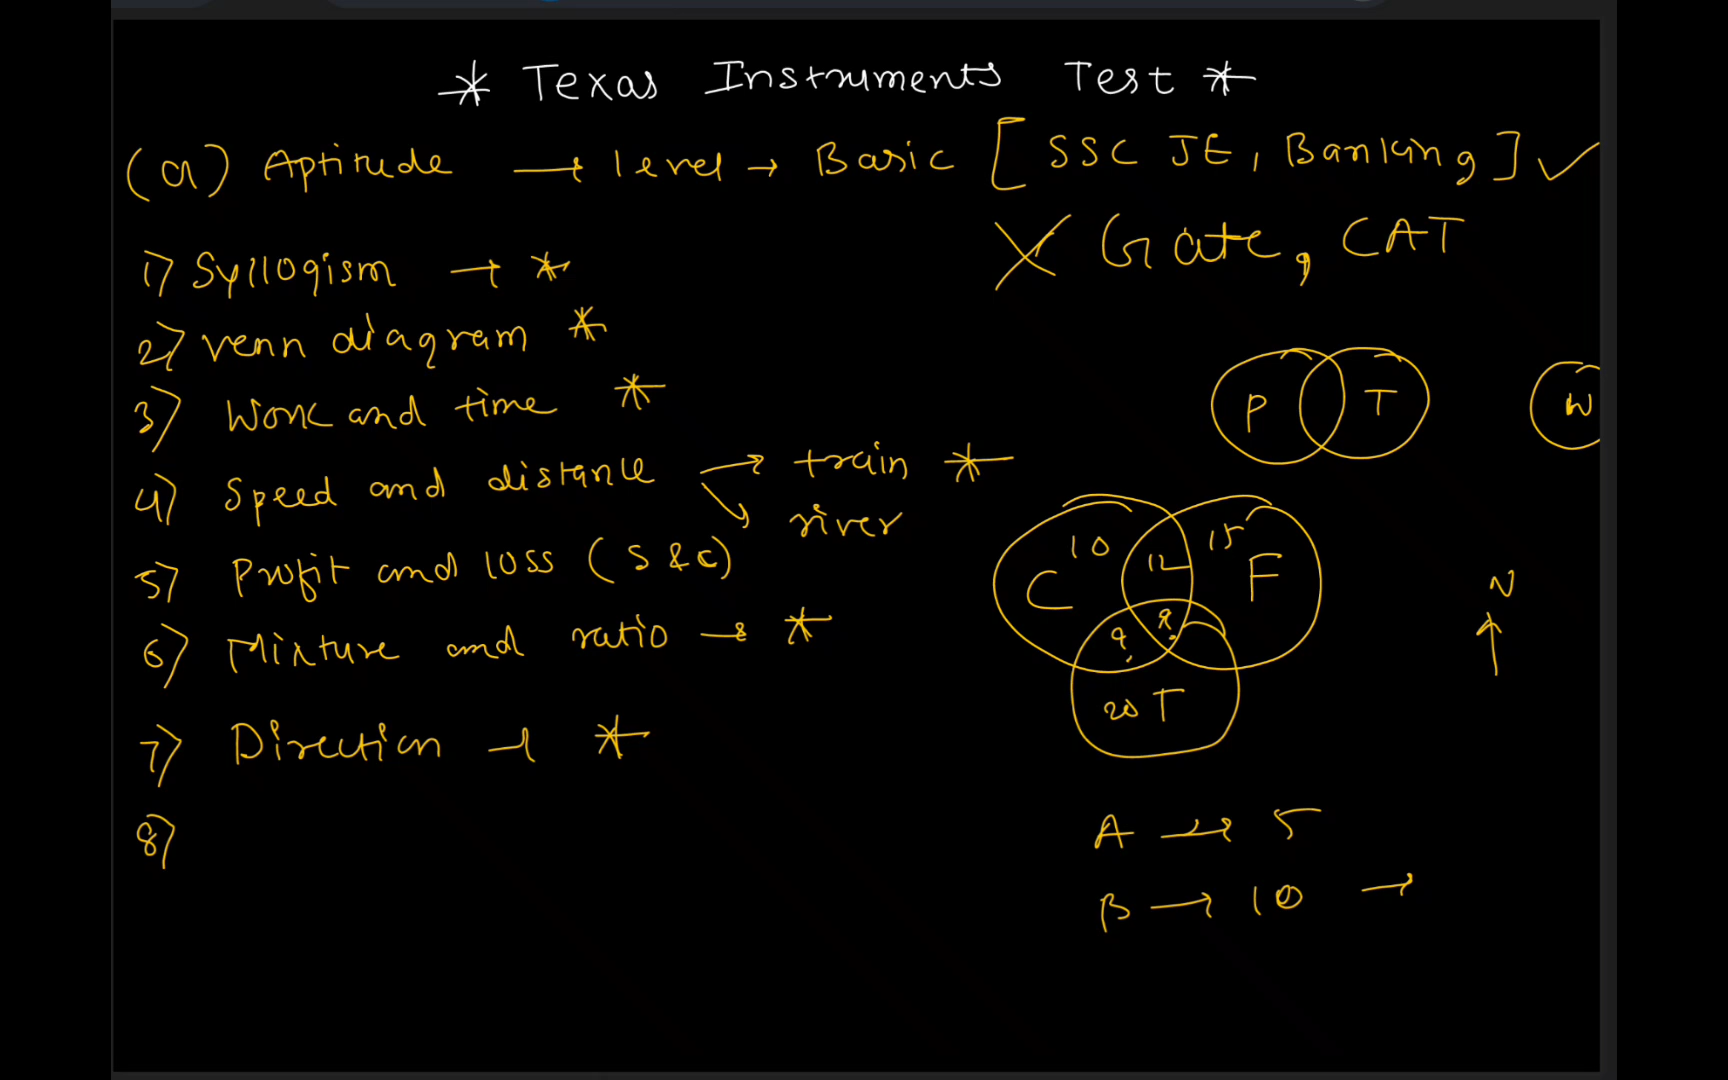 * Texas Instruments Test *
(a) Aptitude → level → Basic [SSC JE, Banking] ✓
X Gate, CAT
1) Syllogism → *
2) venn diagram *
3) Work and time *
4) Speed and distance → train *
→ river
5) Profit and loss (S & C)
6) Mixture and ratio → *
7) Direction → *
8)
P T W
10 12 15
C F
9 8
20 T
N
↑
A → 5
B → 10 →